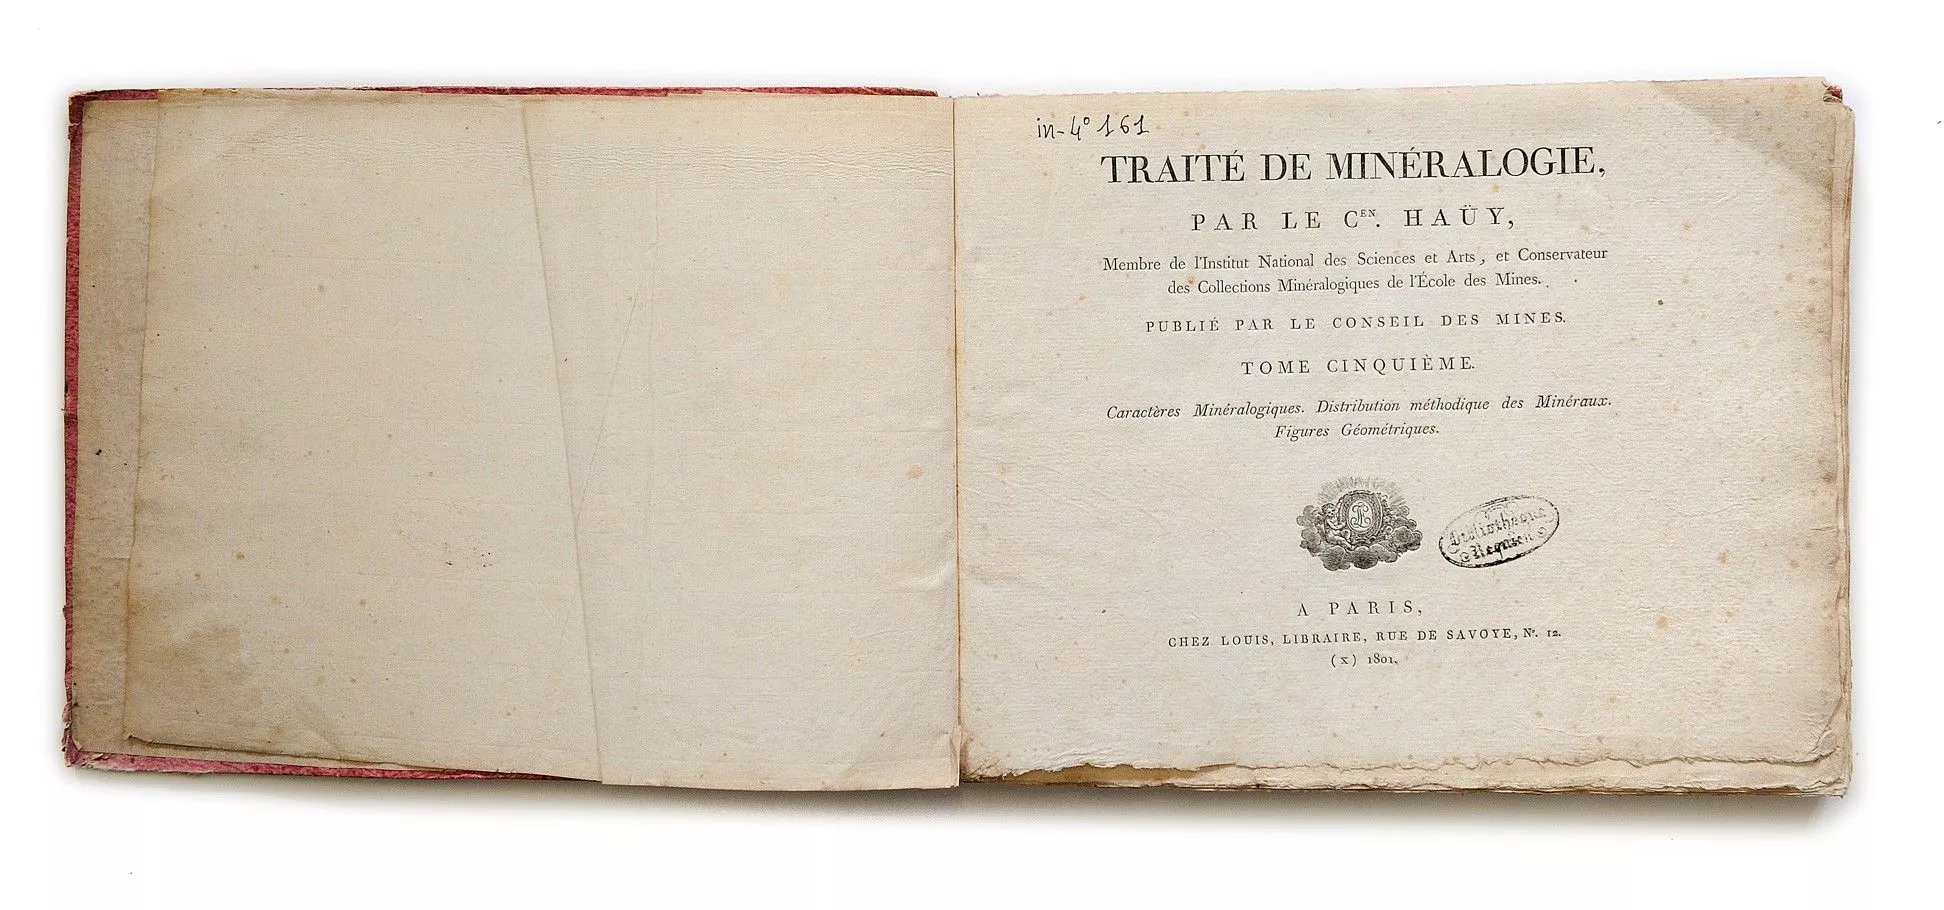 in-4° 161
TRAITÉ DE MINÉRALOGIE,
PAR LE CEN. HAÜY,
Membre de l'Institut National des Sciences et Arts, et Conservateur
des Collections Minéralogiques de l'École des Mines.
PUBLIÉ PAR LE CONSEIL DES MINES.
TOME CINQUIÈME.
Caractères Minéralogiques. Distribution méthodique des Minéraux.
Figures Géométriques.
Bibliothèque
Requien
A PARIS,
CHEZ LOUIS, LIBRAIRE, RUE DE SAVOYE, N°. 12.
(X) 1801.